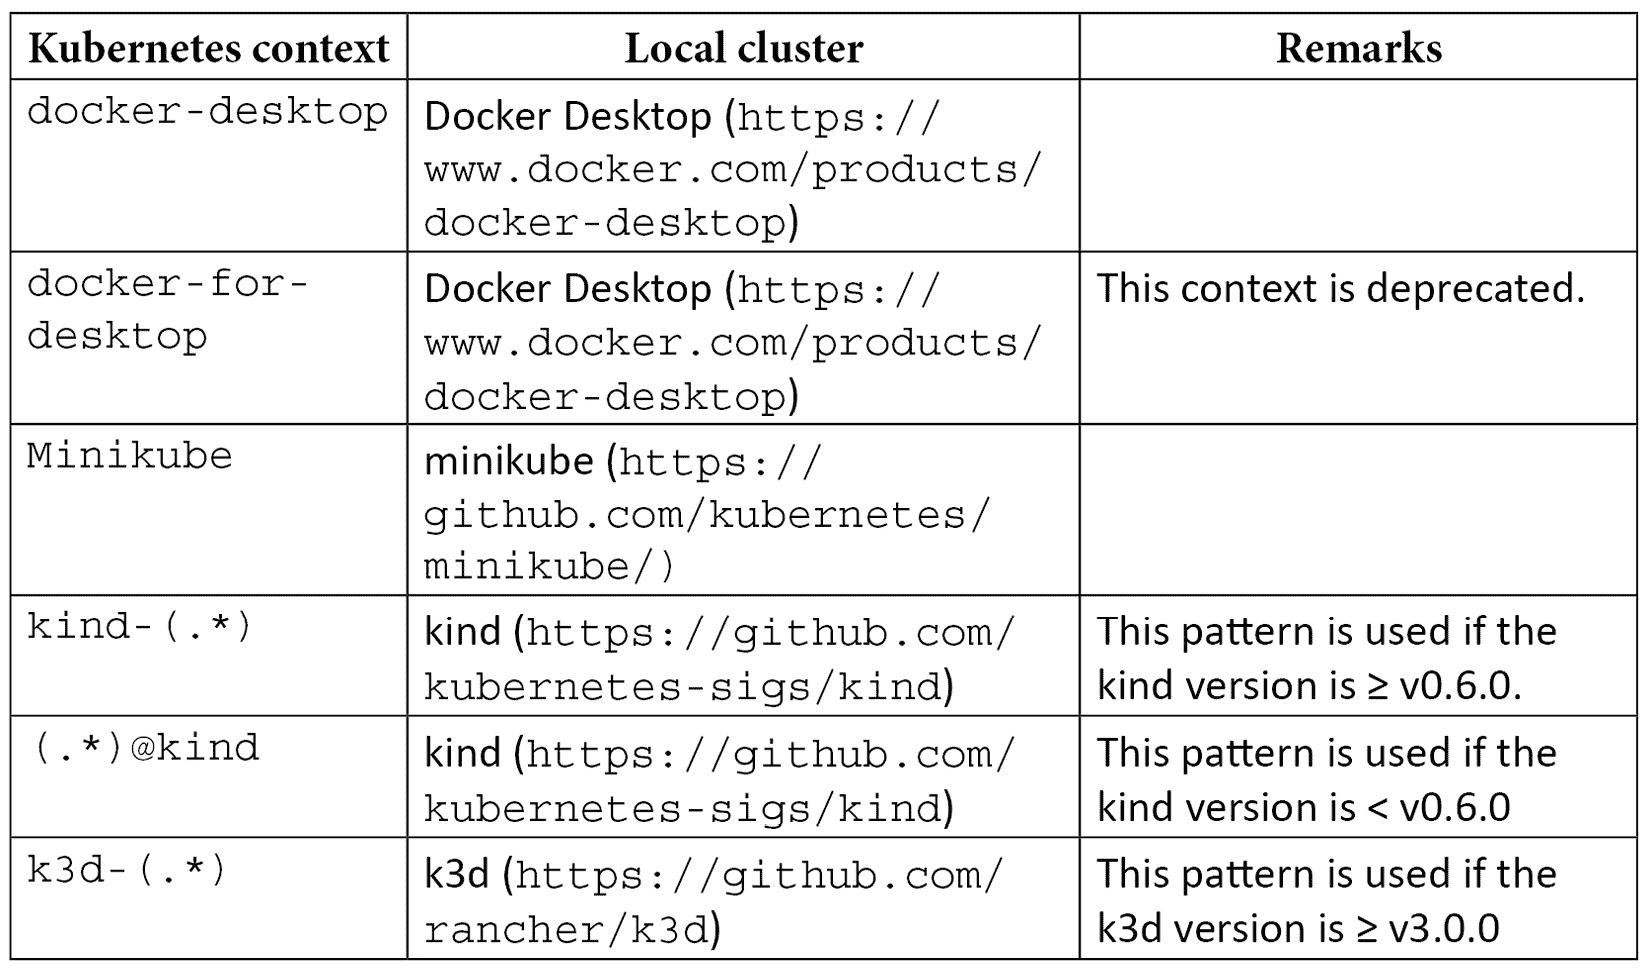 Kubernetes context Local cluster Remarks
docker-desktop Docker Desktop (https://
www.docker.com/products/
docker-desktop)
docker-for-
desktop
Docker Desktop (https://
www.docker.com/products/
docker-desktop)
This context is deprecated.
Minikube
minikube (https://
github.com/kubernetes/
minikube/)
kind-(.*)
kind (https://github.com/
kubernetes-sigs/kind)
This pattern is used if the
kind version is ≥ v0.6.0.
(.*)@kind
kind (https://github.com/
kubernetes-sigs/kind)
This pattern is used if the
kind version is < v0.6.0
k3d-(.*)
k3d (https://github.com/
rancher/k3d)
This pattern is used if the
k3d version is ≥ v3.0.0